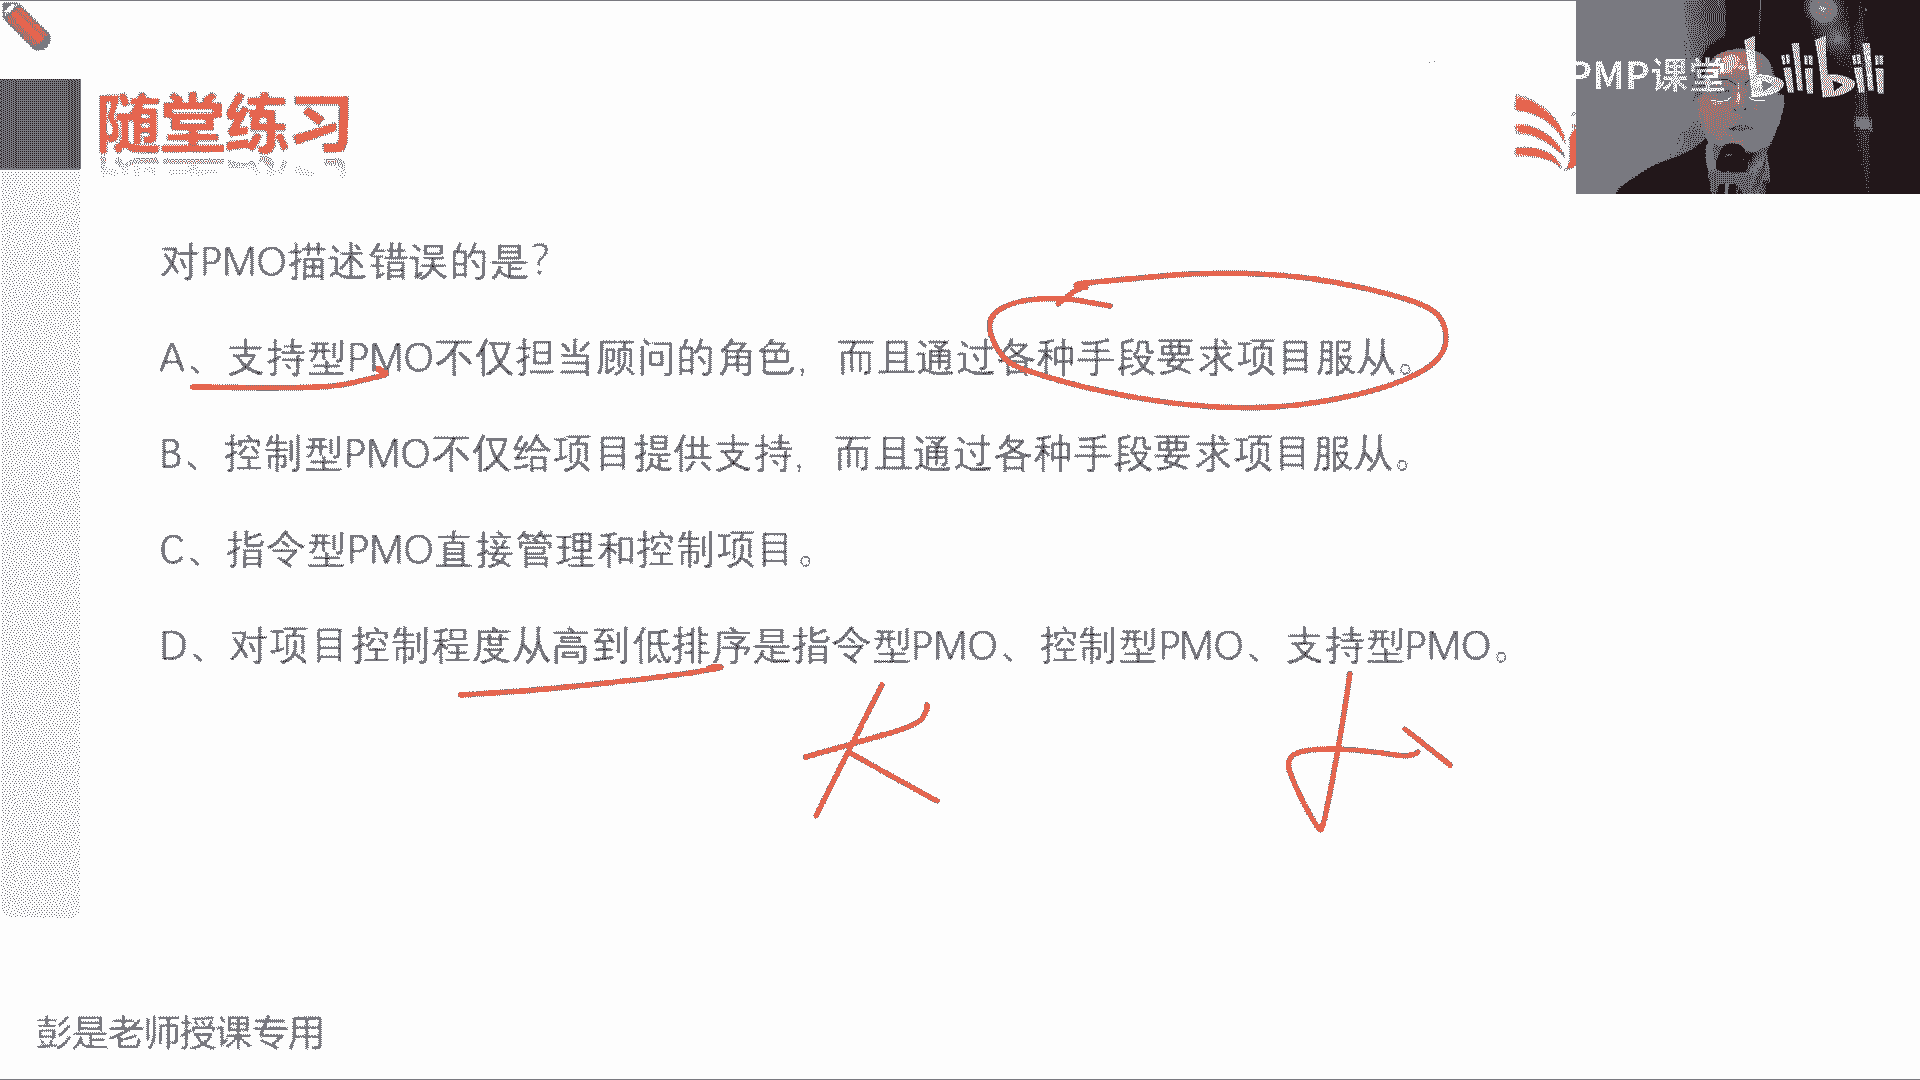 PMP课堂 bilibili
随堂练习
对PMO描述错误的是？
A、支持型PMO不仅担当顾问的角色，而且通过各种手段要求项目服从。
B、控制型PMO不仅给项目提供支持，而且通过各种手段要求项目服从。
C、指令型PMO直接管理和控制项目。
D、对项目控制程度从高到低排序是指令型PMO、控制型PMO、支持型PMO。
大
小
彭是老师授课专用